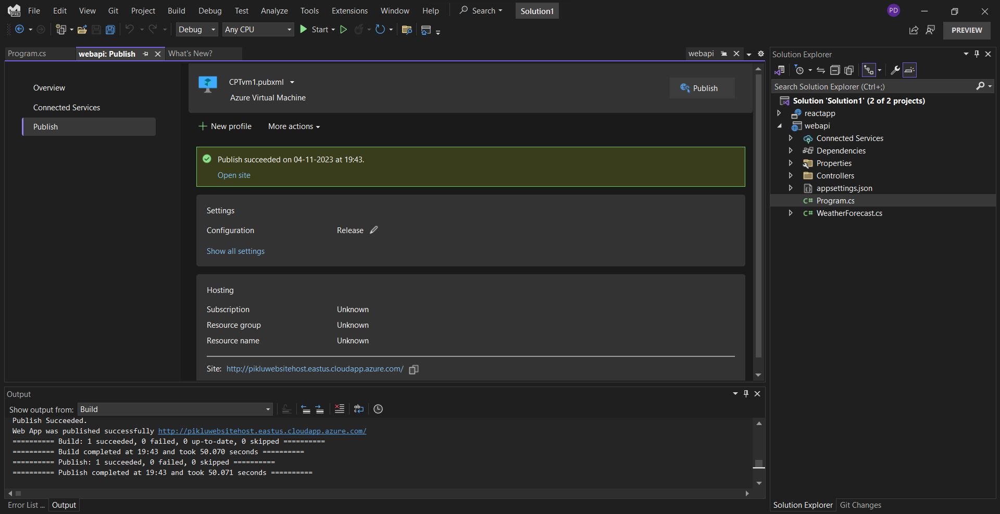 File Edit View Git Project Build Debug Test Analyze Tools Extensions Window Help Search Solution1 PD
PRE
Debug Any CPU Start PREVIEW
Program.cs webapi: Publish What's New? webapi
Overview
Connected Services
Publish
CPTvm1.pubxml
Azure Virtual Machine
Publish
New profile More actions
Publish succeeded on 04-11-2023 at 19:43.
Open site
Settings
Configuration Release
Show all settings
Hosting
Subscription Unknown
Resource group Unknown
Resource name Unknown
Site: http://pikluwebsitehost.eastus.cloudapp.azure.com/
Output
Show output from: Build
Publish Succeeded.
Web App was published successfully http://pikluwebsitehost.eastus.cloudapp.azure.com/
========== Build: 1 succeeded, 0 failed, 0 up-to-date, 0 skipped ==========
========== Build completed at 19:43 and took 50.070 seconds ==========
========== Publish: 1 succeeded, 0 failed, 0 skipped ==========
========== Publish completed at 19:43 and took 50.071 seconds ==========
Error List ... Output
Solution Explorer
Search Solution Explorer (Ctrl+;)
Solution 'Solution1' (2 of 2 projects)
reactapp
webapi
Connected Services
Dependencies
Properties
Controllers
appsettings.json
C# Program.cs
C# WeatherForecast.cs
Solution Explorer Git Changes